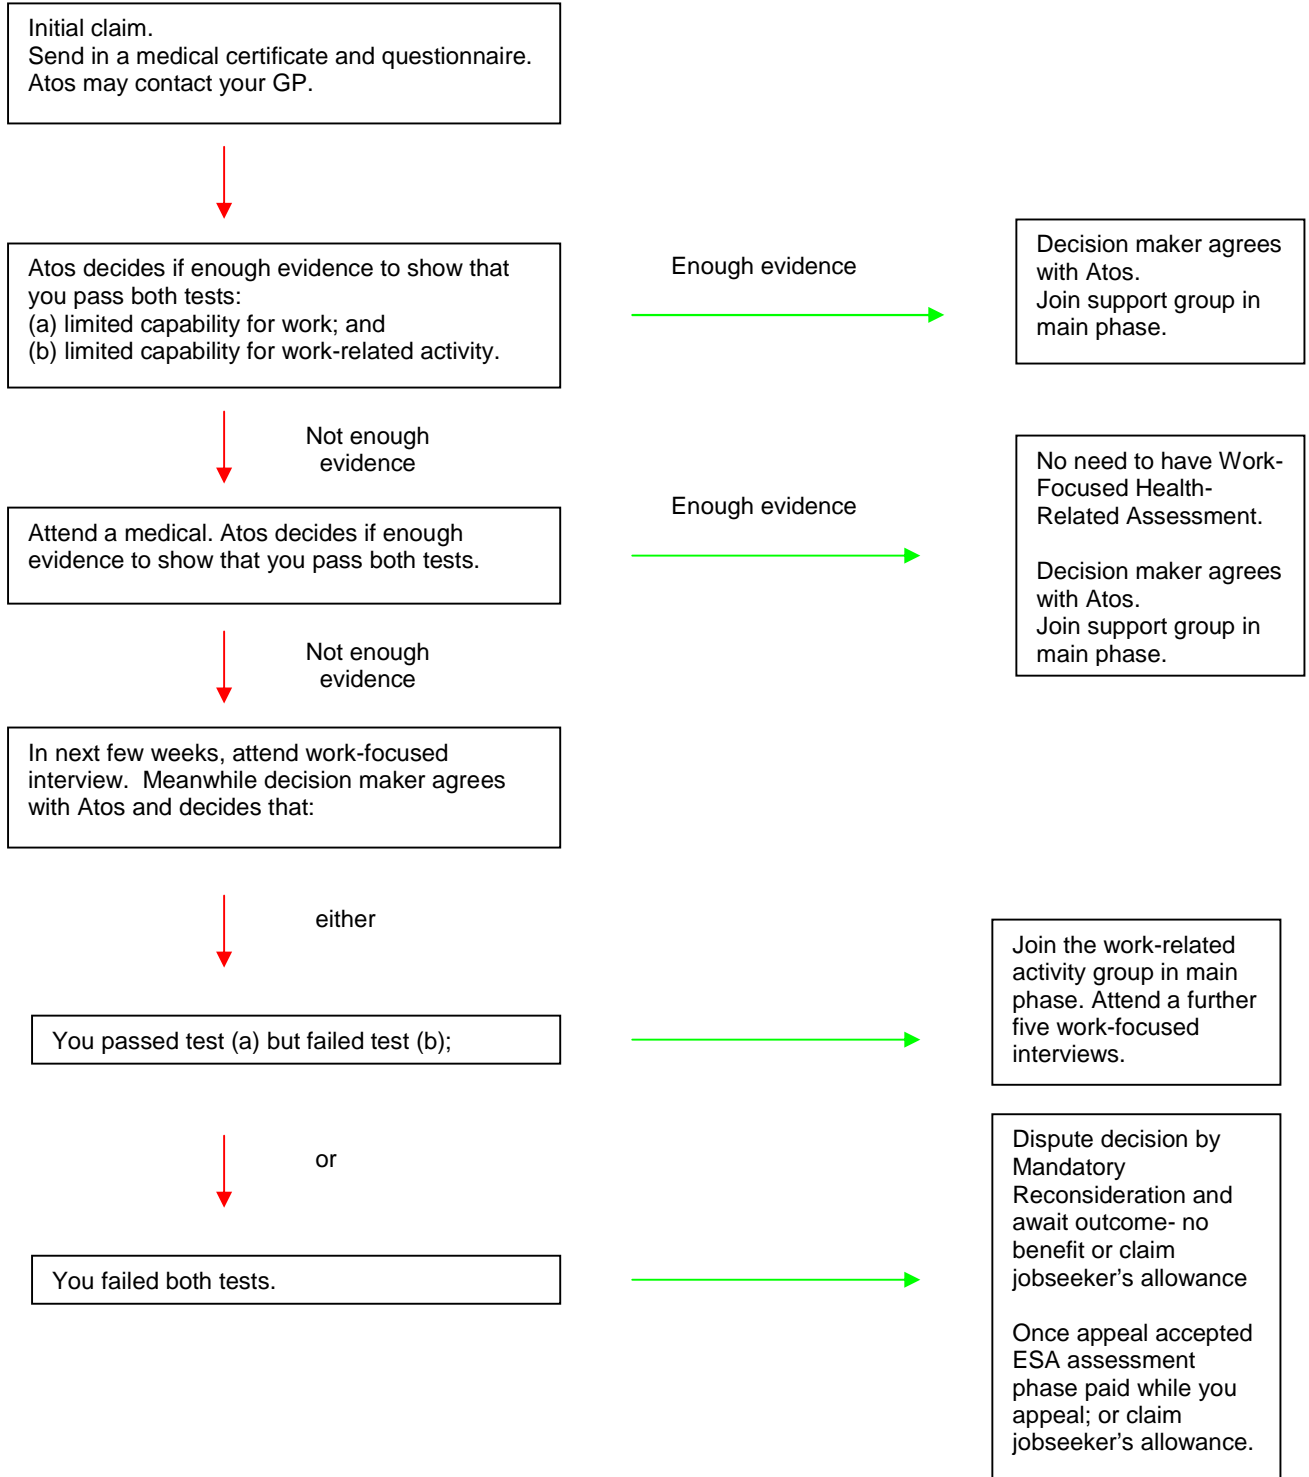 Initial claim.
Send in a medical certificate and questionnaire.
Atos may contact your GP.
Atos decides if enough evidence to show that
you pass both tests:
(a) limited capability for work; and
(b) limited capability for work-related activity.
Enough evidence
Decision maker agrees
with Atos.
Join support group in
main phase.
Not enough
evidence
Attend a medical. Atos decides if enough
evidence to show that you pass both tests.
Enough evidence
No need to have Work-
Focused Health-
Related Assessment.
Decision maker agrees
with Atos.
Join support group in
main phase.
Not enough
evidence
In next few weeks, attend work-focused
interview.  Meanwhile decision maker agrees
with Atos and decides that:
either
You passed test (a) but failed test (b);
Join the work-related
activity group in main
phase. Attend a further
five work-focused
interviews.
or
You failed both tests.
Dispute decision by
Mandatory
Reconsideration and
await outcome- no
benefit or claim
jobseeker's allowance
Once appeal accepted
ESA assessment
phase paid while you
appeal; or claim
jobseeker's allowance.